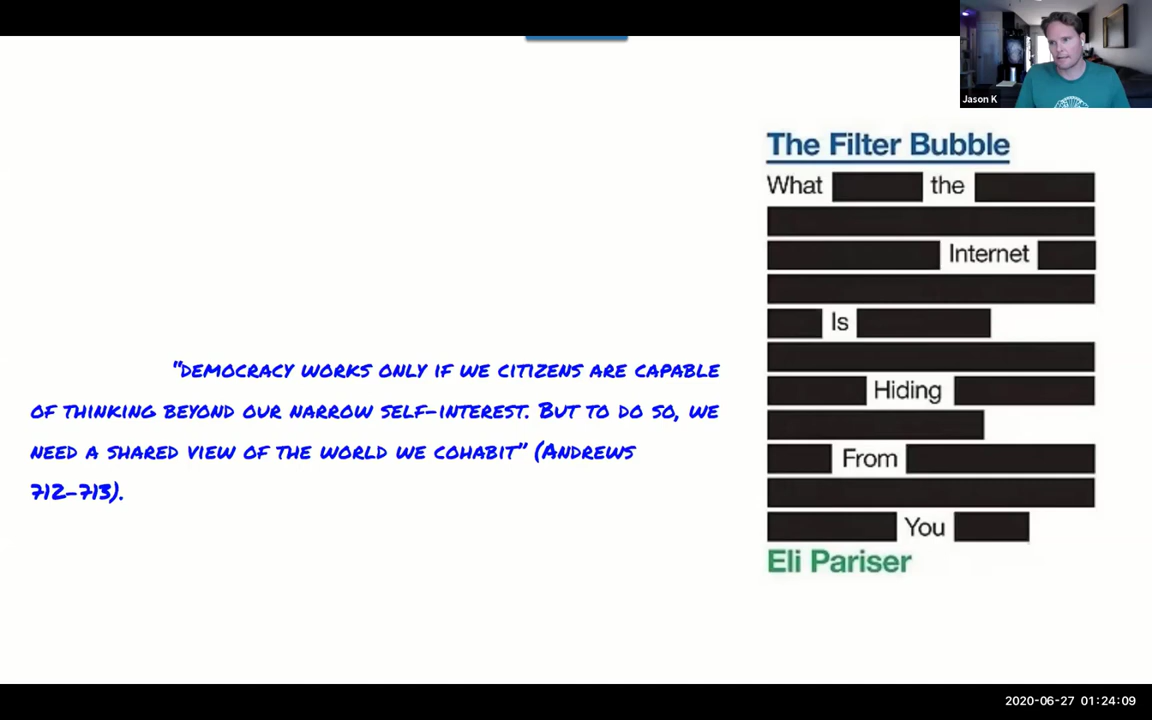 Jason K
The Filter Bubble
What the
Internet
Is
Hiding
From
You
Eli Pariser
"DEMOCRACY WORKS ONLY IF WE CITIZENS ARE CAPABLE
OF THINKING BEYOND OUR NARROW SELF-INTEREST. BUT TO DO SO, WE
NEED A SHARED VIEW OF THE WORLD WE COHABIT" (ANDREWS
712-713).
2020-06-27 01:24:09